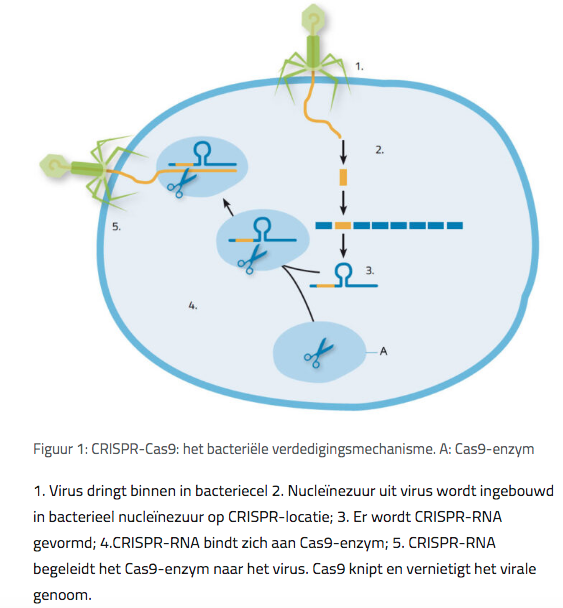 1.
2.
5.
3.
4.
A
Figuur 1: CRISPR-Cas9: het bacteriële verdedigingsmechanisme. A: Cas9-enzym
1. Virus dringt binnen in bacteriecel 2. Nucleïnezuur uit virus wordt ingebouwd
in bacterieel nucleïnezuur op CRISPR-locatie; 3. Er wordt CRISPR-RNA
gevormd; 4.CRISPR-RNA bindt zich aan Cas9-enzym; 5. CRISPR-RNA
begeleidt het Cas9-enzym naar het virus. Cas9 knipt en vernietigt het virale
genoom.